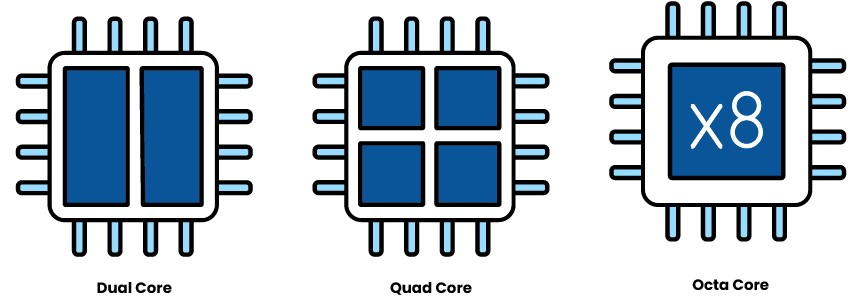 x8
Dual Core
Quad Core
Octa Core